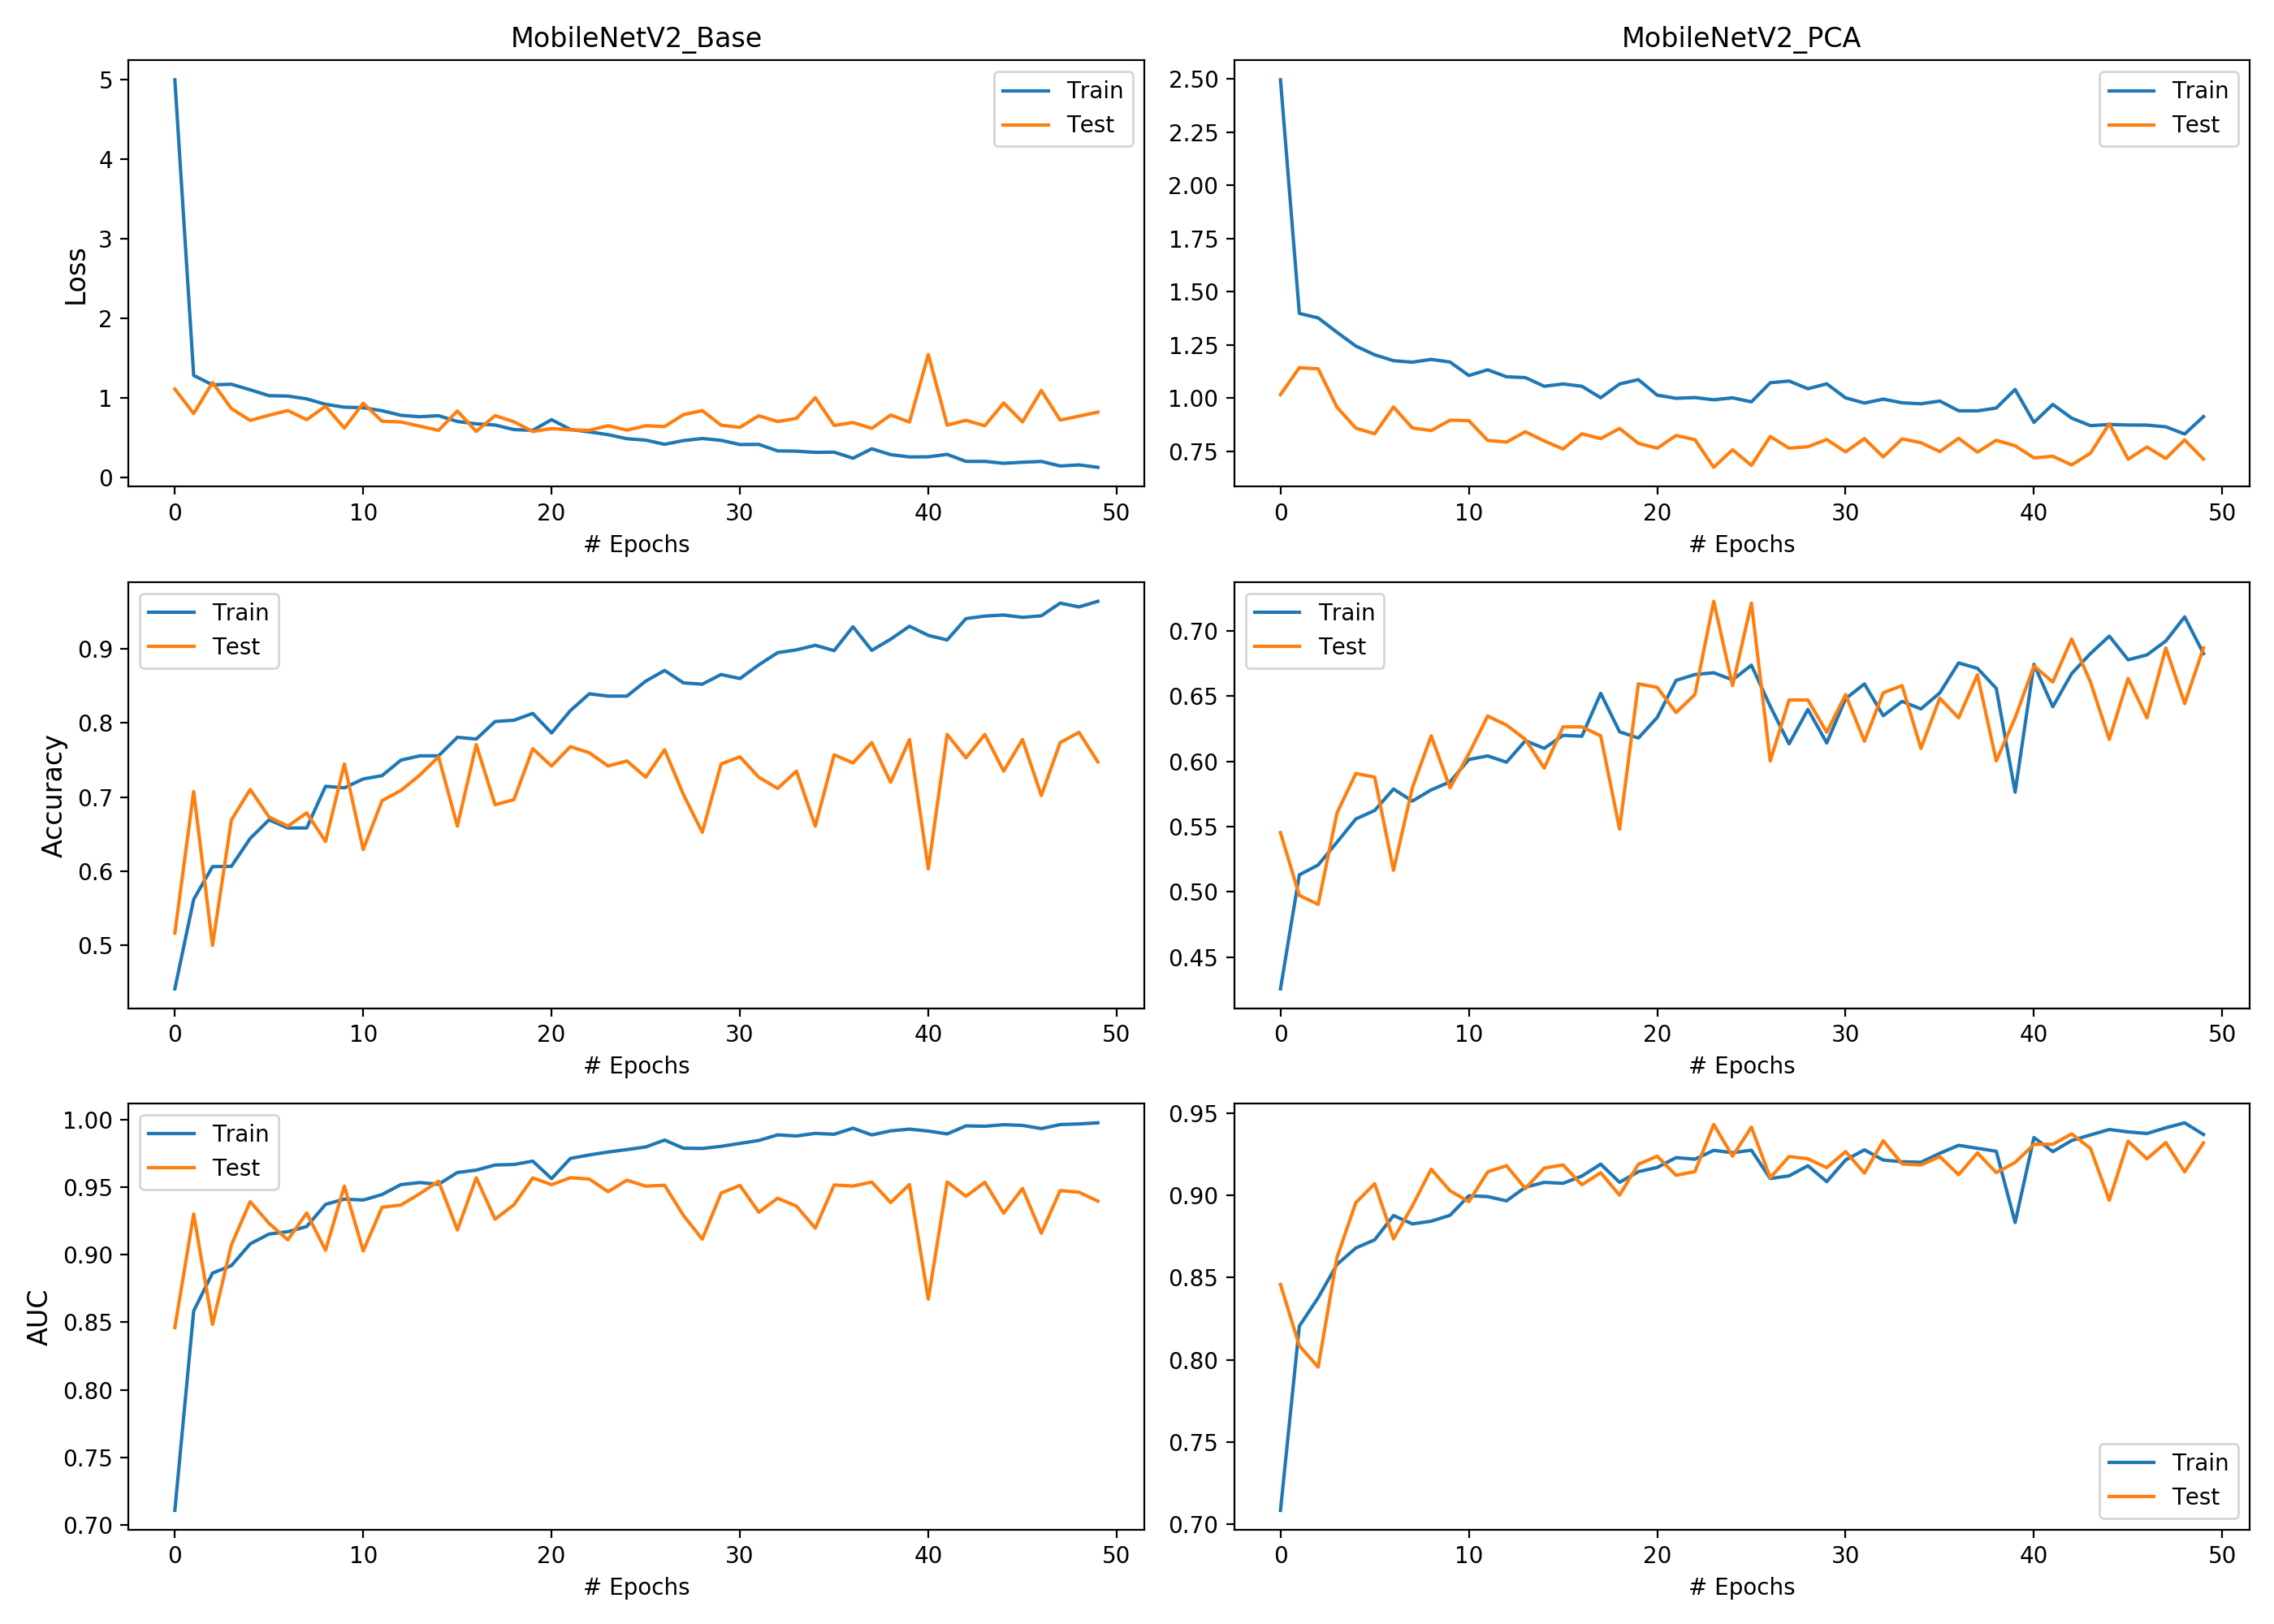 MobileNetV2_Base
5
4
3
2
1
0
Loss
Train
Test
0 10 20 30 40 50
# Epochs
MobileNetV2_PCA
2.50
2.25
2.00
1.75
1.50
1.25
1.00
0.75
Train
Test
0 10 20 30 40 50
# Epochs
0.9
0.8
0.7
0.6
0.5
Accuracy
Train
Test
0 10 20 30 40 50
# Epochs
0.70
0.65
0.60
0.55
0.50
0.45
Train
Test
0 10 20 30 40 50
# Epochs
1.00
0.95
0.90
0.85
0.80
0.75
0.70
AUC
Train
Test
0 10 20 30 40 50
# Epochs
0.95
0.90
0.85
0.80
0.75
0.70
Train
Test
0 10 20 30 40 50
# Epochs